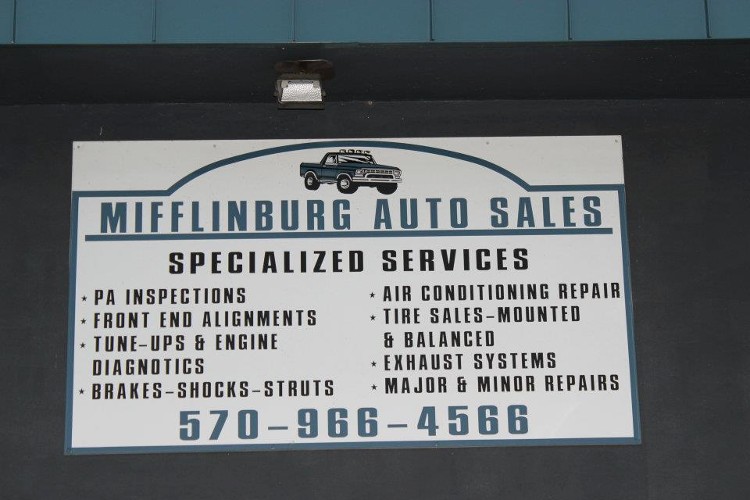 MIFFLINBURG AUTO SALES
SPECIALIZED SERVICES
* PA INSPECTIONS
* FRONT END ALIGNMENTS
* TUNE-UPS & ENGINE
DIAGNOTICS
* BRAKES-SHOCKS-STRUTS
* AIR CONDITIONING REPAIR
* TIRE SALES-MOUNTED
& BALANCED
* EXHAUST SYSTEMS
* MAJOR & MINOR REPAIRS
570-966-4566